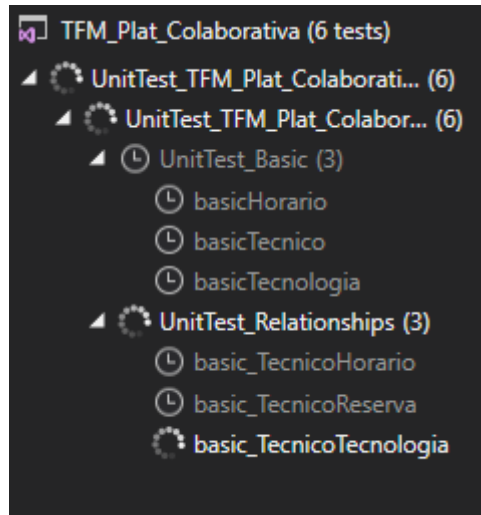 TFM_Plat_Colaborativa (6 tests)
UnitTest_TFM_Plat_Colaborati... (6)
UnitTest_TFM_Plat_Colabor... (6)
UnitTest_Basic (3)
basicHorario
basicTecnico
basicTecnologia
UnitTest_Relationships (3)
basic_TecnicoHorario
basic_TecnicoReserva
basic_TecnicoTecnologia